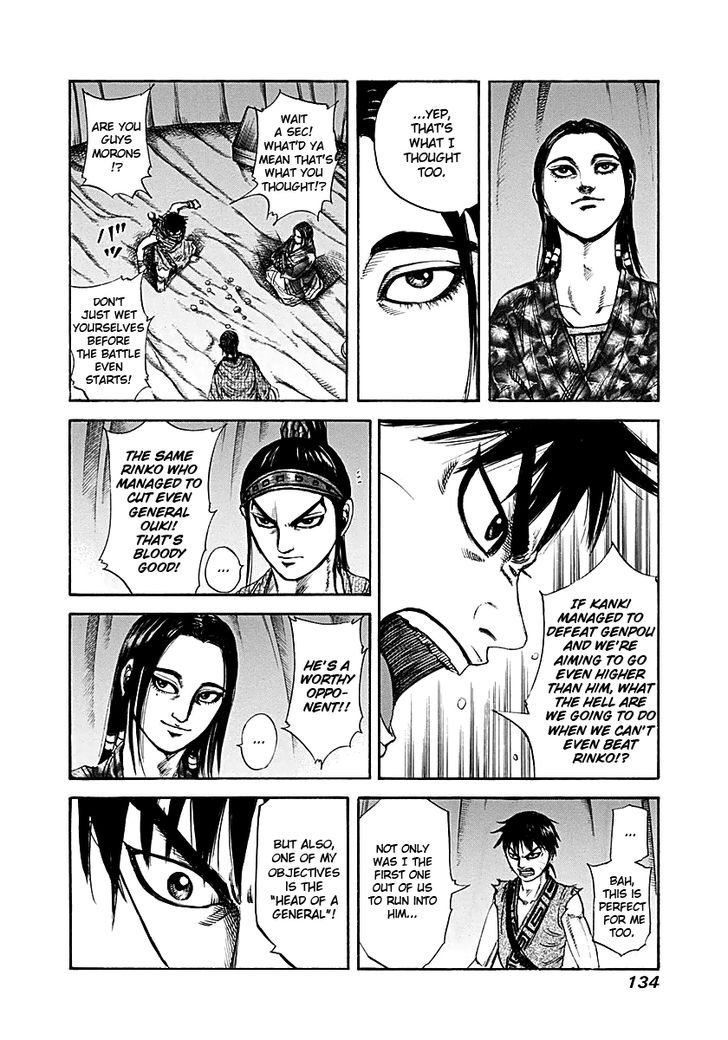 ...YEP,
THAT'S
WHAT I
THOUGHT
TOO.
WAIT
A SEC!
WHAT'D YA
MEAN THAT'S
WHAT YOU
THOUGHT!?
ARE YOU
GUYS
MORONS
!?
DON'T
JUST WET
YOURSELVES
BEFORE
THE BATTLE
EVEN
STARTS!
IF KANKI
MANAGED TO
DEFEAT GENPOU
AND WE'RE
AIMING TO GO
EVEN HIGHER
THAN HIM, WHAT
THE HELL ARE
WE GOING TO DO
WHEN WE CAN'T
EVEN BEAT
RINKO!?
THE SAME
RINKO WHO
MANAGED TO
CUT EVEN
GENERAL
OUKI!
THAT'S
BLOODY
GOOD!
...
HE'S A
WORTHY
OPPO-
NENT!!
...
...
BAH,
THIS IS
PERFECT
FOR ME
TOO.
NOT ONLY
WAS I THE
FIRST ONE
OUT OF US
TO RUN INTO
HIM...
BUT ALSO,
ONE OF MY
OBJECTIVES
IS THE
"HEAD OF A
GENERAL"!
134